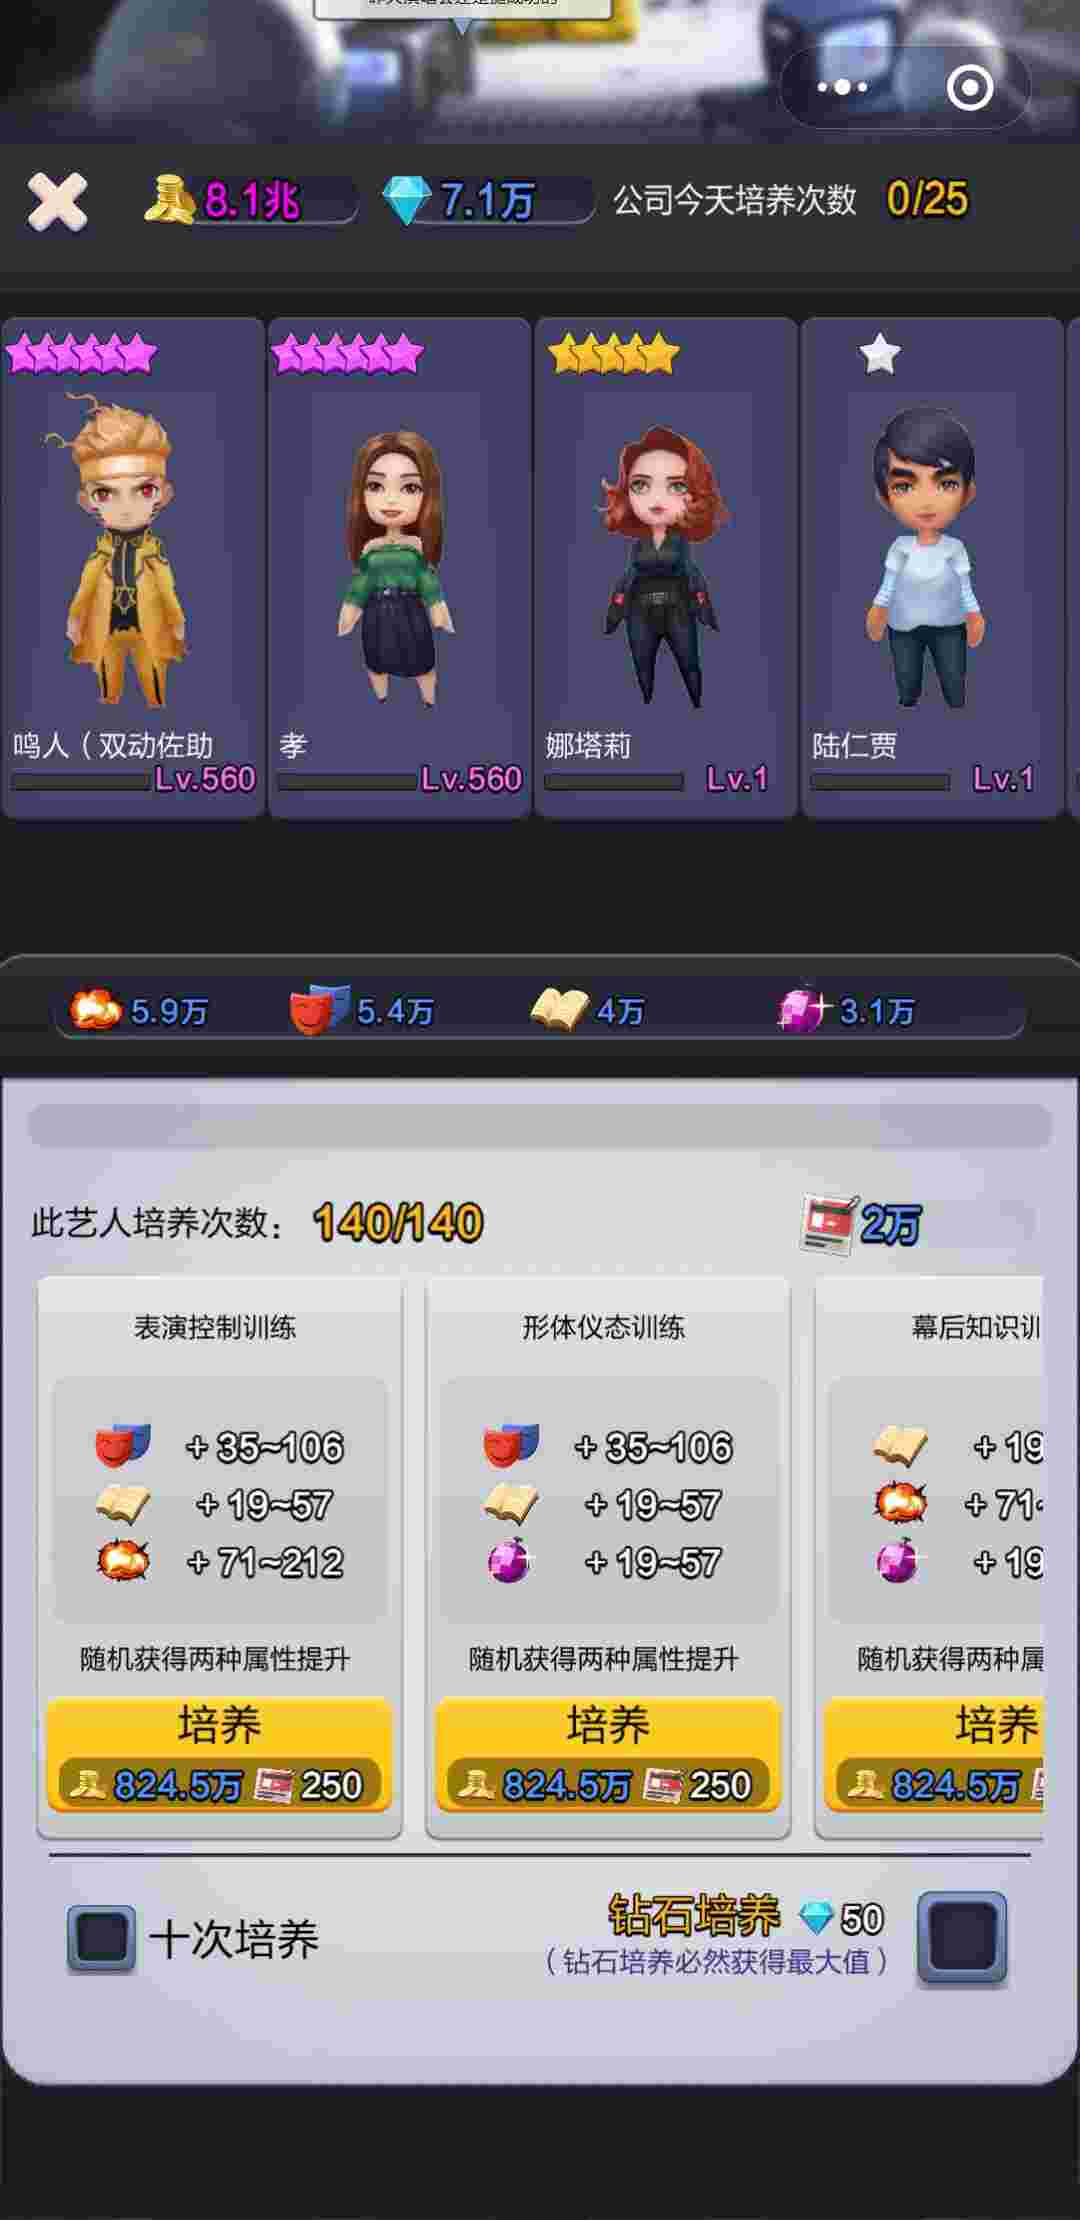 8.1兆
7.1万
公司今天培养次数 0/25
鸣人（双动佐助
Lv.560
孝
Lv.560
娜塔莉
Lv.1
陆仁贾
Lv.1
5.9万
5.4万
4万
3.1万
此艺人培养次数： 140/140
2万
表演控制训练
+ 35~106
+ 19~57
+ 71~212
随机获得两种属性提升
培养
824.5万 250
形体仪态训练
+ 35~106
+ 19~57
+ 19~57
随机获得两种属性提升
培养
824.5万 250
幕后知识训
+ 19
+ 71
+ 19
随机获得两种属
培养
824.5万
十次培养
钻石培养 50
（钻石培养必然获得最大值）